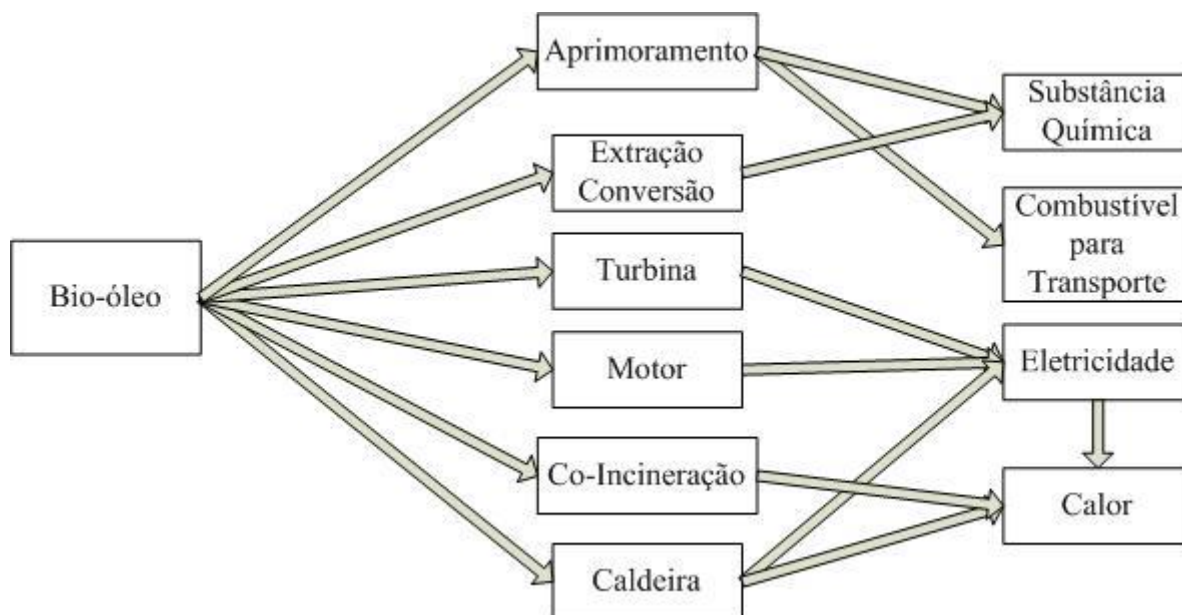 Bio-óleo
Aprimoramento
Extração
Conversão
Turbina
Motor
Co-Incineração
Caldeira
Substância
Química
Combustível
para
Transporte
Eletricidade
Calor